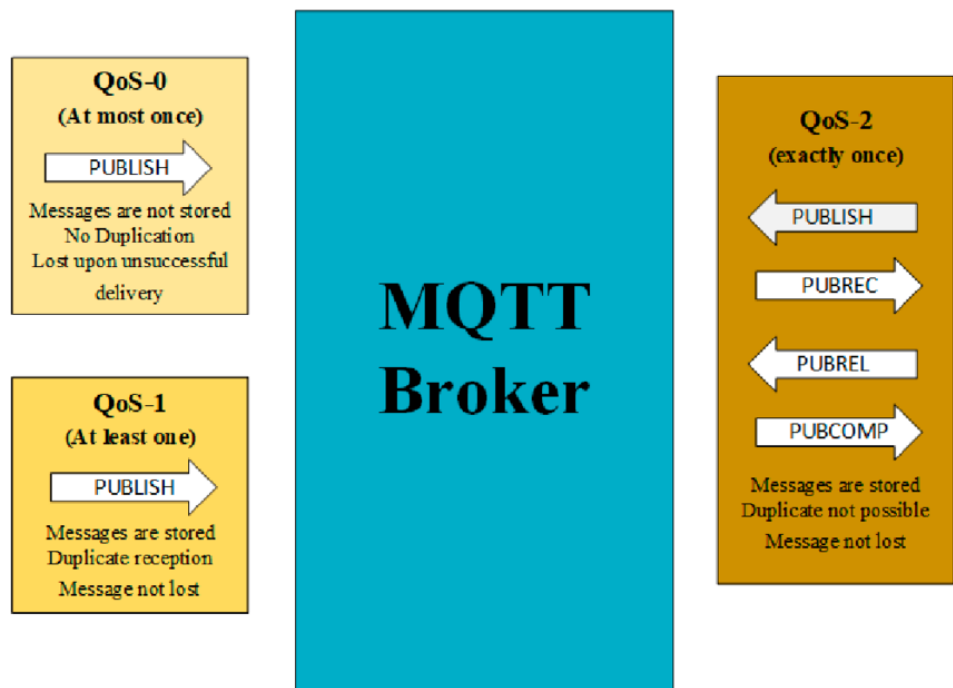 QoS-0
(At most once)
PUBLISH
Messages are not stored
No Duplication
Lost upon unsuccessful
delivery
QoS-1
(At least one)
PUBLISH
Messages are stored
Duplicate reception
Message not lost
MQTT
Broker
QoS-2
(exactly once)
PUBLISH
PUBREC
PUBREL
PUBCOMP
Messages are stored
Duplicate not possible
Message not lost